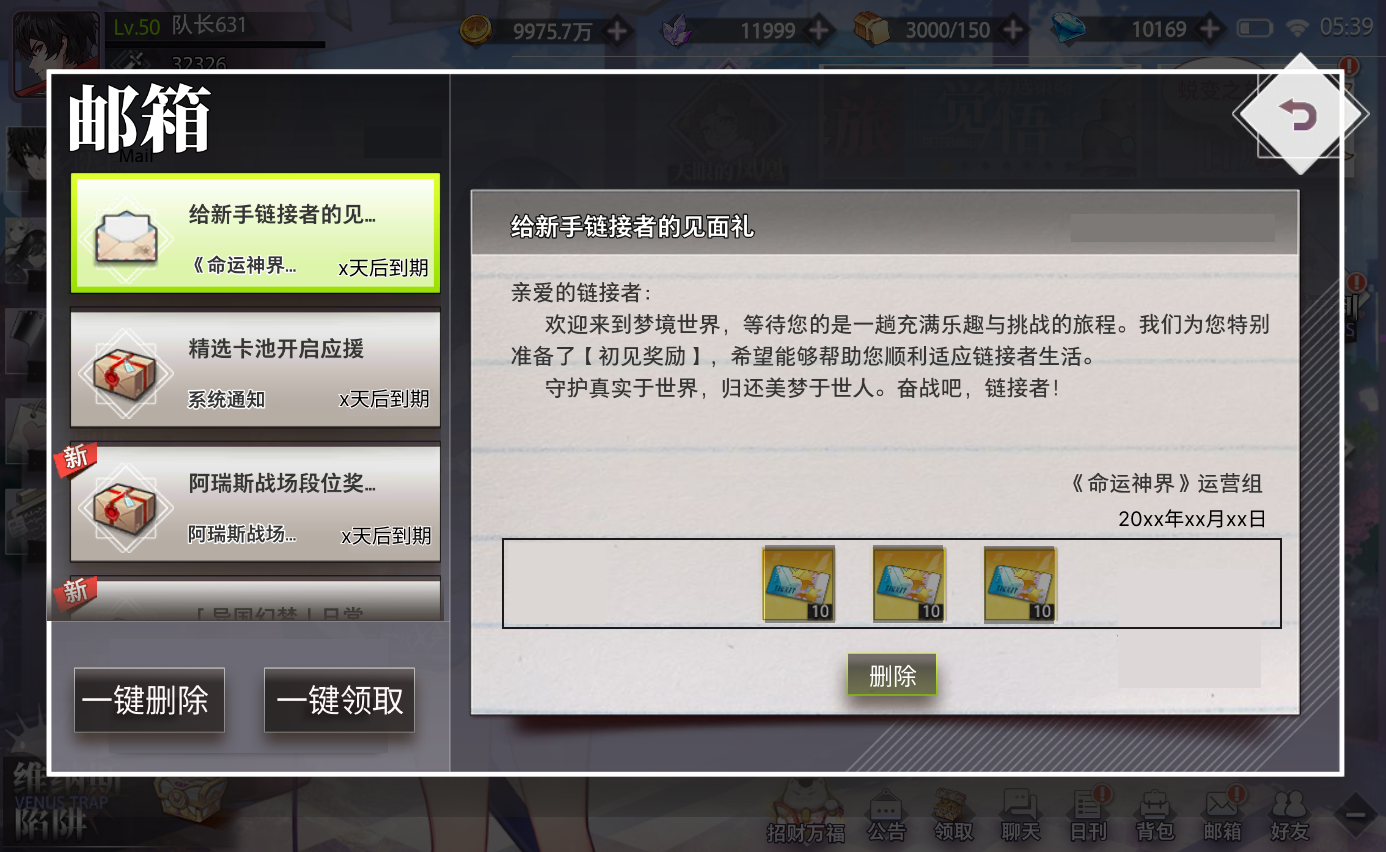 Lv.50 队长631
9975.7万
11999
3000/150
10169
05:39
32326
邮箱
Mail
给新手链接者的见…
《命运神界…
x天后到期
精选卡池开启应援
系统通知
x天后到期
新
阿瑞斯战场段位奖…
阿瑞斯战场…
x天后到期
新
一键删除
一键领取
给新手链接者的见面礼
亲爱的链接者：
欢迎来到梦境世界，等待您的是一趟充满乐趣与挑战的旅程。我们为您特别
准备了【初见奖励】，希望能够帮助您顺利适应链接者生活。
守护真实于世界，归还美梦于世人。奋战吧，链接者！
《命运神界》运营组
20xx年xx月xx日
10
10
10
删除
维纳斯
VENUS TRAP
陷阱
招财万福
公告
领取
聊天
日刊
背包
邮箱
好友